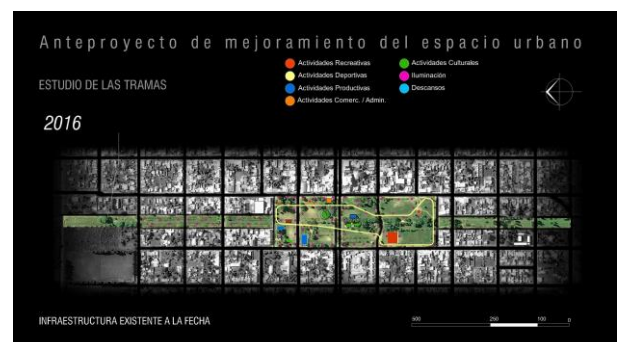 Anteproyecto de mejoramiento del espacio urbano
Actividades Recreativas
Actividades Deportivas
Actividades Productivas
Actividades Comerc. / Admin.
Actividades Culturales
Iluminación
Descansos
ESTUDIO DE LAS TRAMAS
2016
INFRAESTRUCTURA EXISTENTE A LA FECHA
500 250 100 0